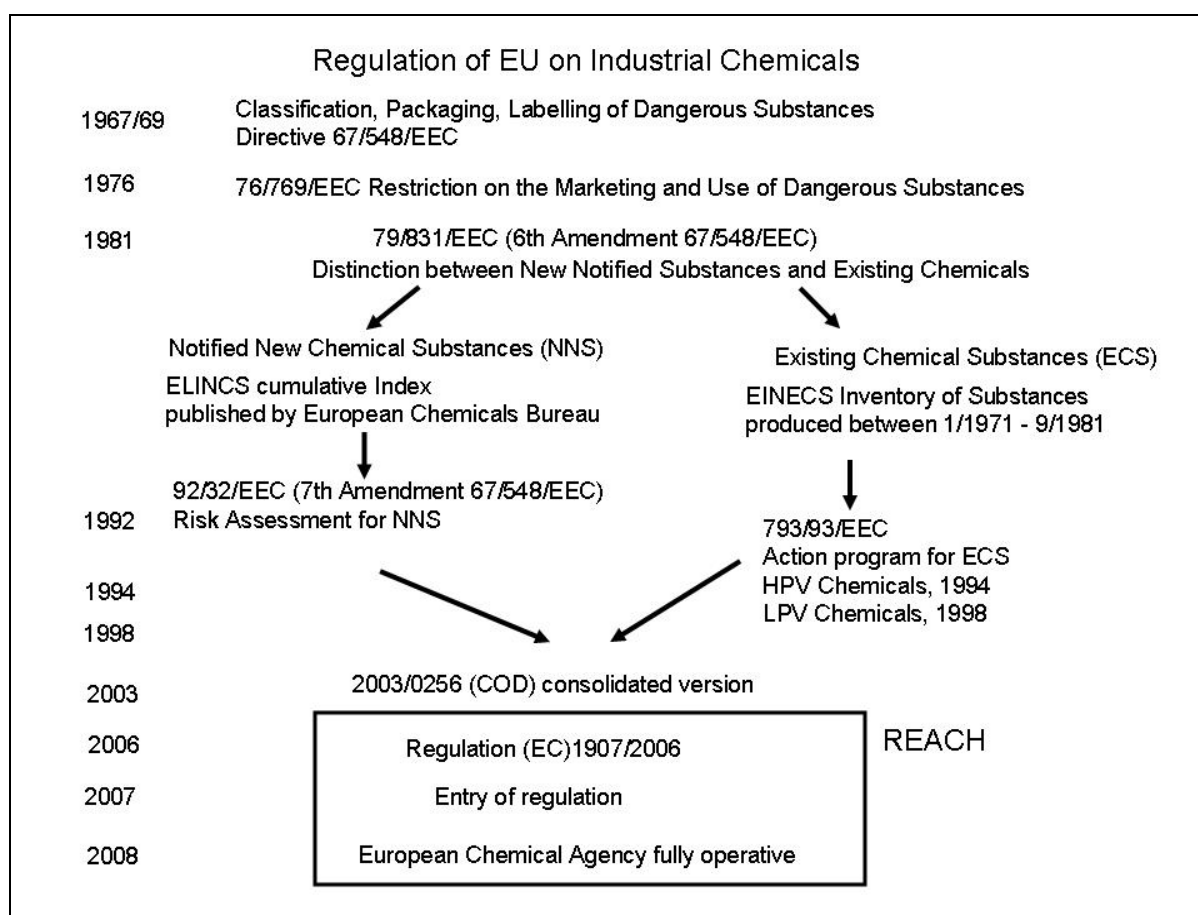 Regulation of EU on Industrial Chemicals
1967/69
Classification, Packaging, Labelling of Dangerous Substances
Directive 67/548/EEC
1976
76/769/EEC Restriction on the Marketing and Use of Dangerous Substances
1981
79/831/EEC (6th Amendment 67/548/EEC)
Distinction between New Notified Substances and Existing Chemicals
Notified New Chemical Substances (NNS)
ELINCS cumulative Index
published by European Chemicals Bureau
Existing Chemical Substances (ECS)
EINECS Inventory of Substances
produced between 1/1971 - 9/1981
92/32/EEC (7th Amendment 67/548/EEC)
1992
Risk Assessment for NNS
793/93/EEC
Action program for ECS
HPV Chemicals, 1994
LPV Chemicals, 1998
1994
1998
2003
2003/0256 (COD) consolidated version
2006
Regulation (EC)1907/2006
REACH
2007
Entry of regulation
2008
European Chemical Agency fully operative